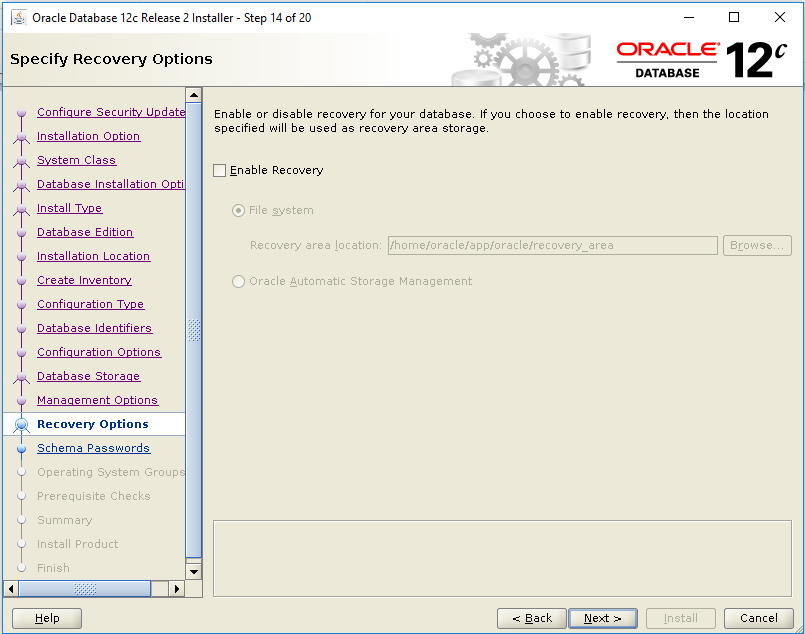 Oracle Database 12c Release 2 Installer - Step 14 of 20
Specify Recovery Options
ORACLE®
DATABASE
12c
Configure Security Update
Installation Option
System Class
Database Installation Opti
Install Type
Database Edition
Installation Location
Create Inventory
Configuration Type
Database Identifiers
Configuration Options
Database Storage
Management Options
Recovery Options
Schema Passwords
Operating System Groups
Prerequisite Checks
Summary
Install Product
Finish
Enable or disable recovery for your database. If you choose to enable recovery, then the location
specified will be used as recovery area storage.
Enable Recovery
File system
Recovery area location: /home/oracle/app/oracle/recovery_area Browse...
Oracle Automatic Storage Management
Help < Back Next > Install Cancel